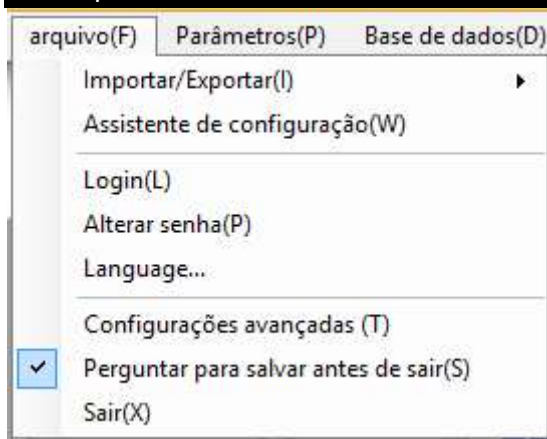 arquivo(F) Parâmetros(P) Base de dados(D)
Importar/Exportar(I)
Assistente de configuração(W)
Login(L)
Alterar senha(P)
Language...
Configurações avançadas (T)
Perguntar para salvar antes de sair(S)
Sair(X)